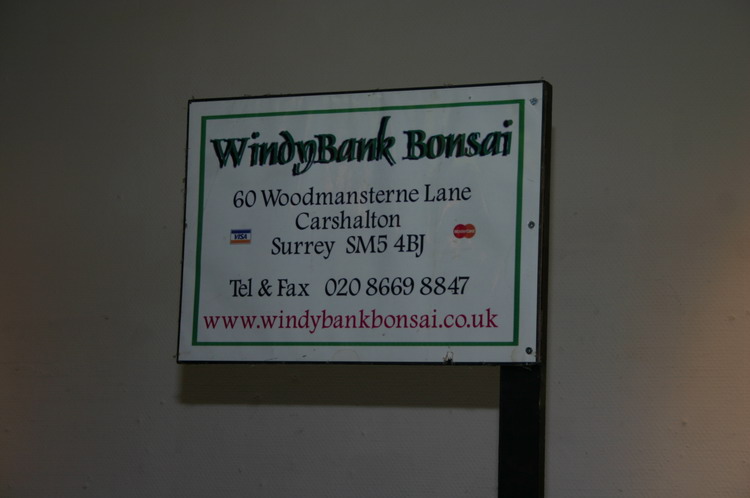 WindyBank Bonsai
60 Woodmansterne Lane
Carshalton
VISA
Surrey SM5 4BJ
Tel & Fax 020 8669 8847
www.windybankbonsai.co.uk